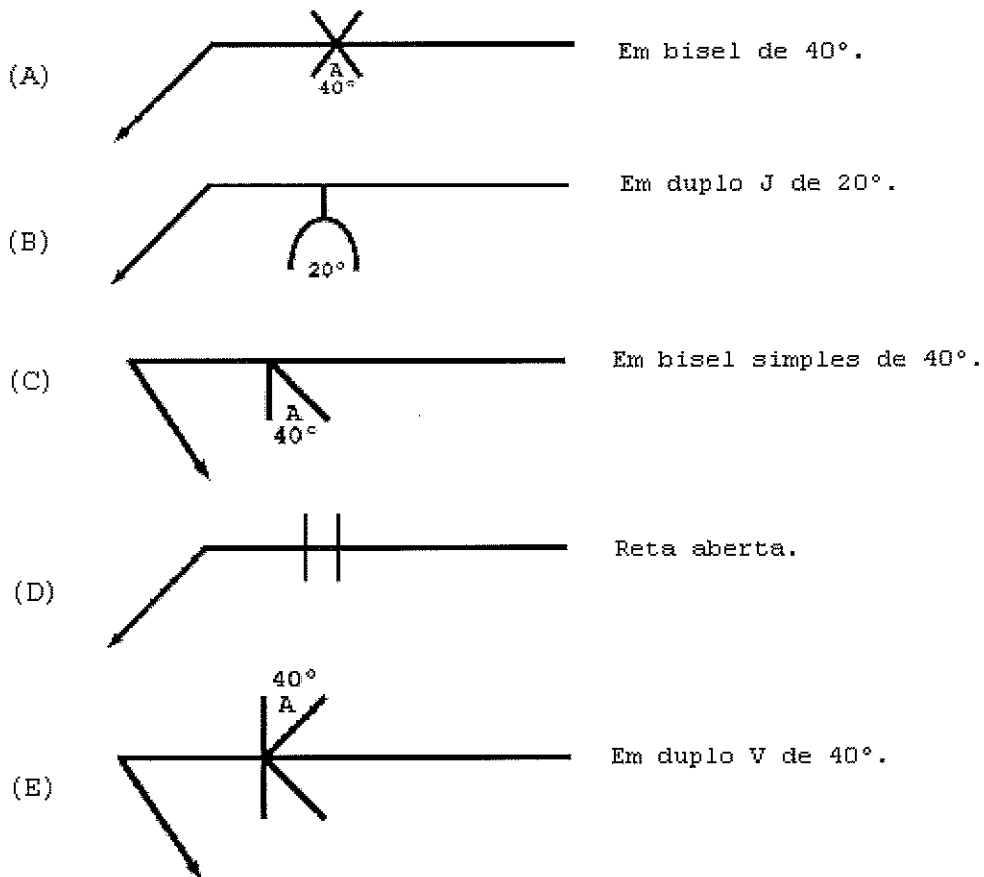 (A)
A
40°
Em bisel de 40°.
(B)
20°
Em duplo J de 20°.
(C)
A
40°
Em bisel simples de 40°.
(D)
Reta aberta.
(E)
40°
A
Em duplo V de 40°.